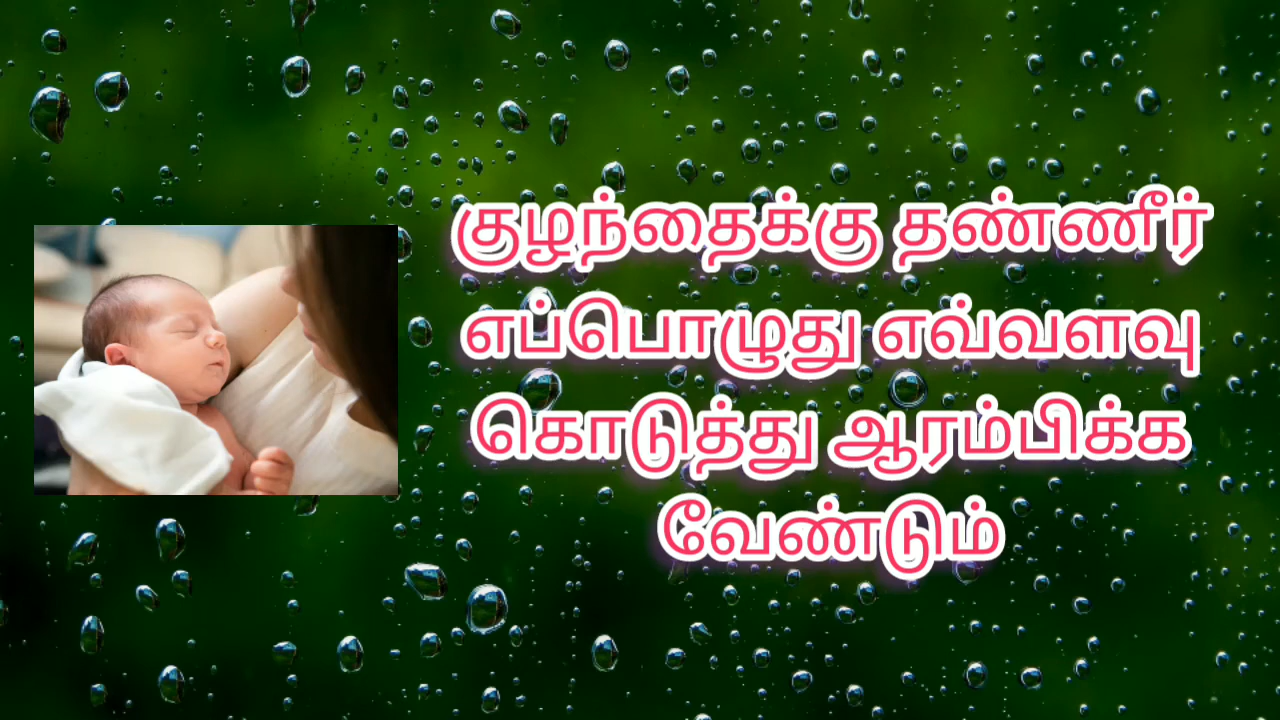 குழந்தைக்கு தண்ணீர்
எப்பொழுது எவ்வளவு
கொடுத்து ஆரம்பிக்க
வேண்டும்